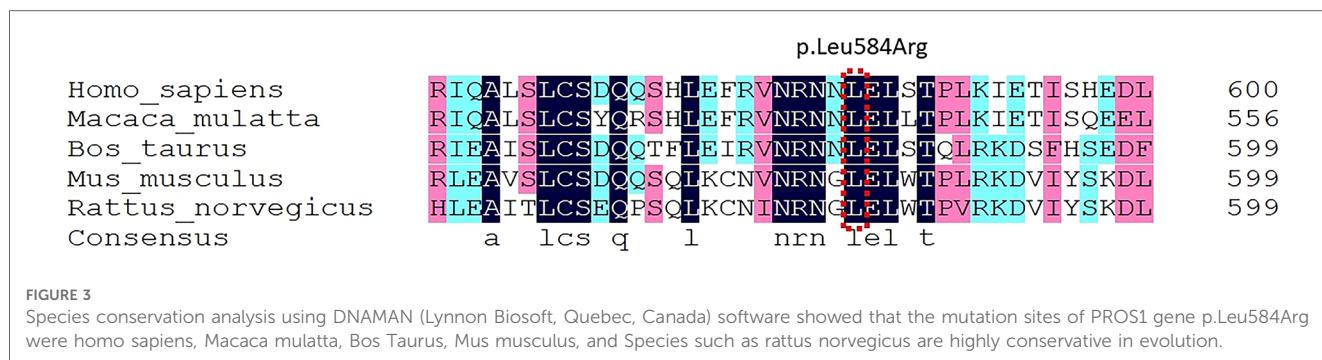 p.Leu584Arg
Homo_sapiens RIQALSLCSDQQSHLEFRVNRNNLELSTPLKIETISHEDL 600
Macaca_mulatta RIQALSLCSYQRSHLEFRVNRNNLELLTPLKIETISQEEL 556
Bos_taurus RIEAISLCSDQQTFLEIRVNRNNLELSTQLRKDSFHSEDF 599
Mus_musculus RLEAVSLCSDQQSQLKCNVNRNGLELWTPLRKDVIYSKDL 599
Rattus_norvegicus HLEAITLCSEQPSQLKCNINRNGLELWTPVRKDVIYSKDL 599
Consensus a lcs q l nrn lel t
FIGURE 3
Species conservation analysis using DNAMAN (Lynnon Biosoft, Quebec, Canada) software showed that the mutation sites of PROS1 gene p.Leu584Arg
were homo sapiens, Macaca mulatta, Bos Taurus, Mus musculus, and Species such as rattus norvegicus are highly conservative in evolution.